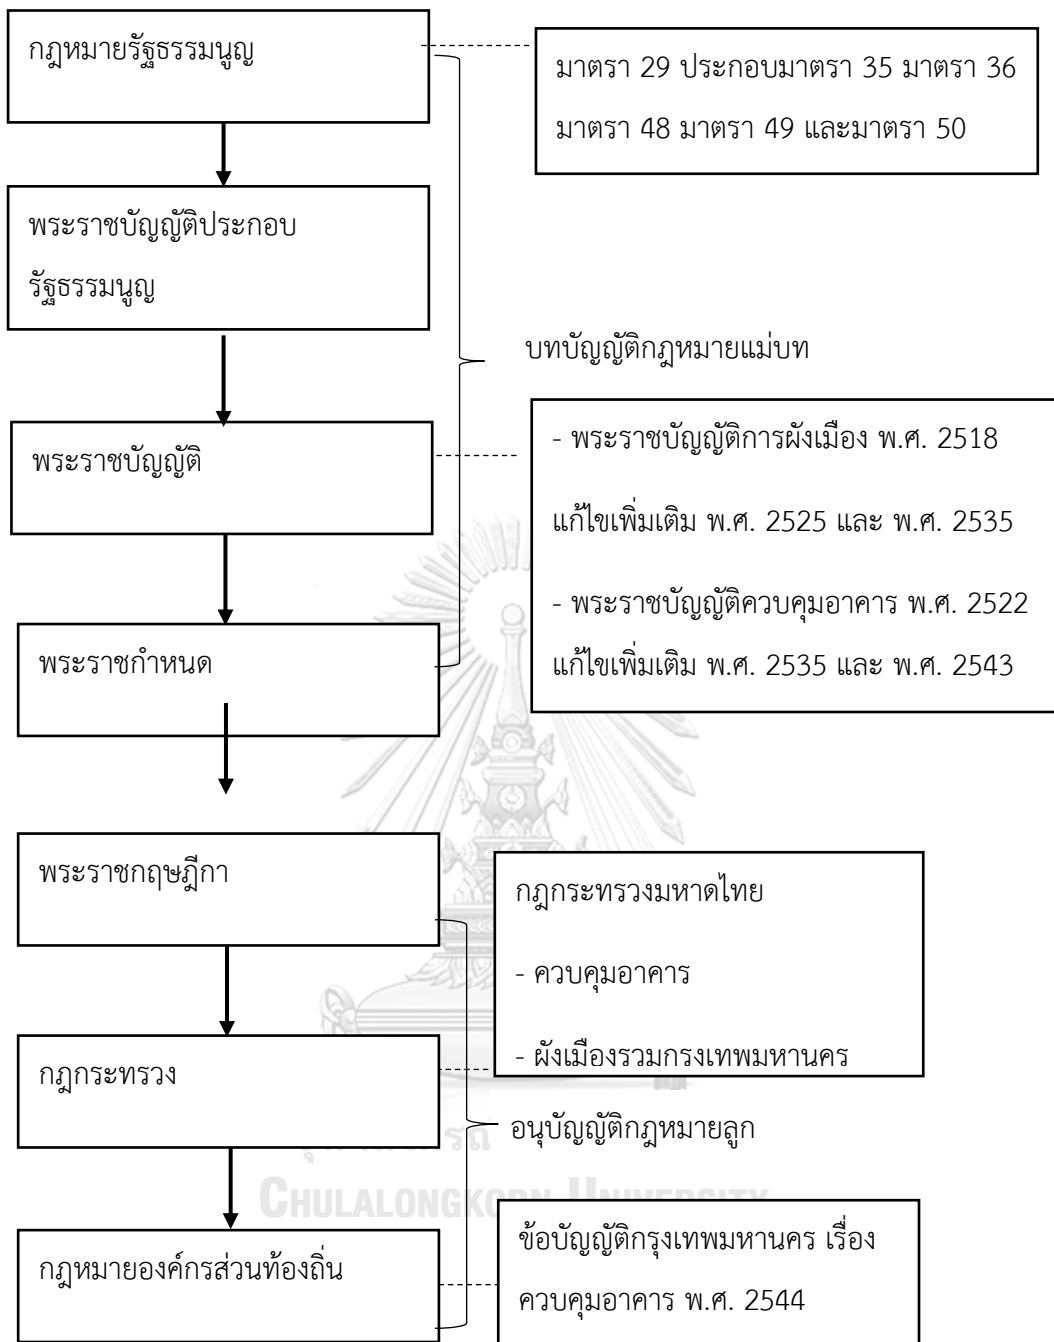 กฎหมายรัฐธรรมนูญ
มาตรา 29 ประกอบมาตรา 35 มาตรา 36
มาตรา 48 มาตรา 49 และมาตรา 50
พระราชบัญญัติประกอบ
รัฐธรรมนูญ
บทบัญญัติกฎหมายแม่บท
พระราชบัญญัติ
- พระราชบัญญัติการผังเมือง พ.ศ. 2518
แก้ไขเพิ่มเติม พ.ศ. 2525 และ พ.ศ. 2535
- พระราชบัญญัติควบคุมอาคาร พ.ศ. 2522
แก้ไขเพิ่มเติม พ.ศ. 2535 และ พ.ศ. 2543
พระราชกำหนด
พระราชกฤษฎีกา
กฎกระทรวงมหาดไทย
- ควบคุมอาคาร
- ผังเมืองรวมกรุงเทพมหานคร
กฎกระทรวง
อนุบัญญัติกฎหมายลูก
CHULALONGKORN UNIVERSITY
กฎหมายองค์กรส่วนท้องถิ่น
ข้อบัญญัติกรุงเทพมหานคร เรื่อง
ควบคุมอาคาร พ.ศ. 2544